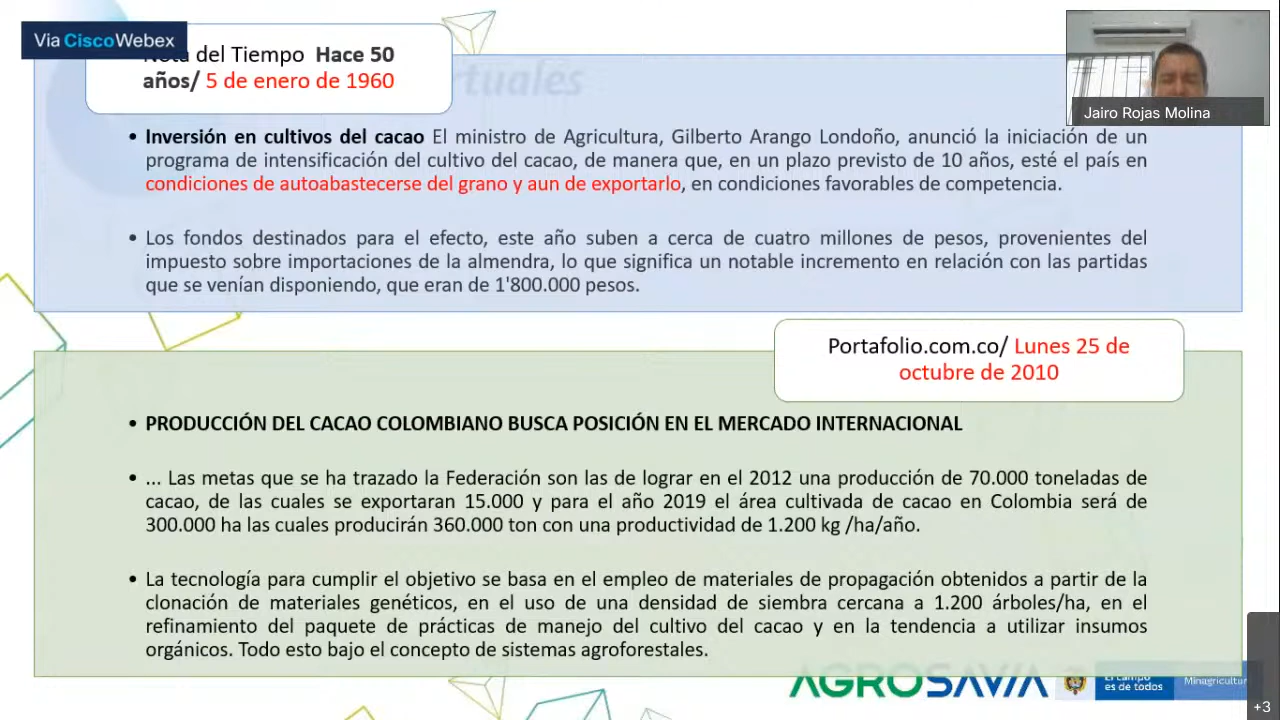 Vía CiscoWebex
Nota del Tiempo Hace 50
años/ 5 de enero de 1960
rtuales
Jairo Rojas Molina
• Inversión en cultivos del cacao El ministro de Agricultura, Gilberto Arango Londoño, anunció la iniciación de un
programa de intensificación del cultivo del cacao, de manera que, en un plazo previsto de 10 años, esté el país en
condiciones de autoabastecerse del grano y aun de exportarlo, en condiciones favorables de competencia.
• Los fondos destinados para el efecto, este año suben a cerca de cuatro millones de pesos, provenientes del
impuesto sobre importaciones de la almendra, lo que significa un notable incremento en relación con las partidas
que se venían disponiendo, que eran de 1'800.000 pesos.
Portafolio.com.co/ Lunes 25 de
octubre de 2010
• PRODUCCIÓN DEL CACAO COLOMBIANO BUSCA POSICIÓN EN EL MERCADO INTERNACIONAL
• ... Las metas que se ha trazado la Federación son las de lograr en el 2012 una producción de 70.000 toneladas de
cacao, de las cuales se exportaran 15.000 y para el año 2019 el área cultivada de cacao en Colombia será de
300.000 ha las cuales producirán 360.000 ton con una productividad de 1.200 kg /ha/año.
• La tecnología para cumplir el objetivo se basa en el empleo de materiales de propagación obtenidos a partir de la
clonación de materiales genéticos, en el uso de una densidad de siembra cercana a 1.200 árboles/ha, en el
refinamiento del paquete de prácticas de manejo del cultivo del cacao y en la tendencia a utilizar insumos
orgánicos. Todo esto bajo el concepto de sistemas agroforestales.
AGROSAVIA
El campo
es de todos
Minagricultur
+3